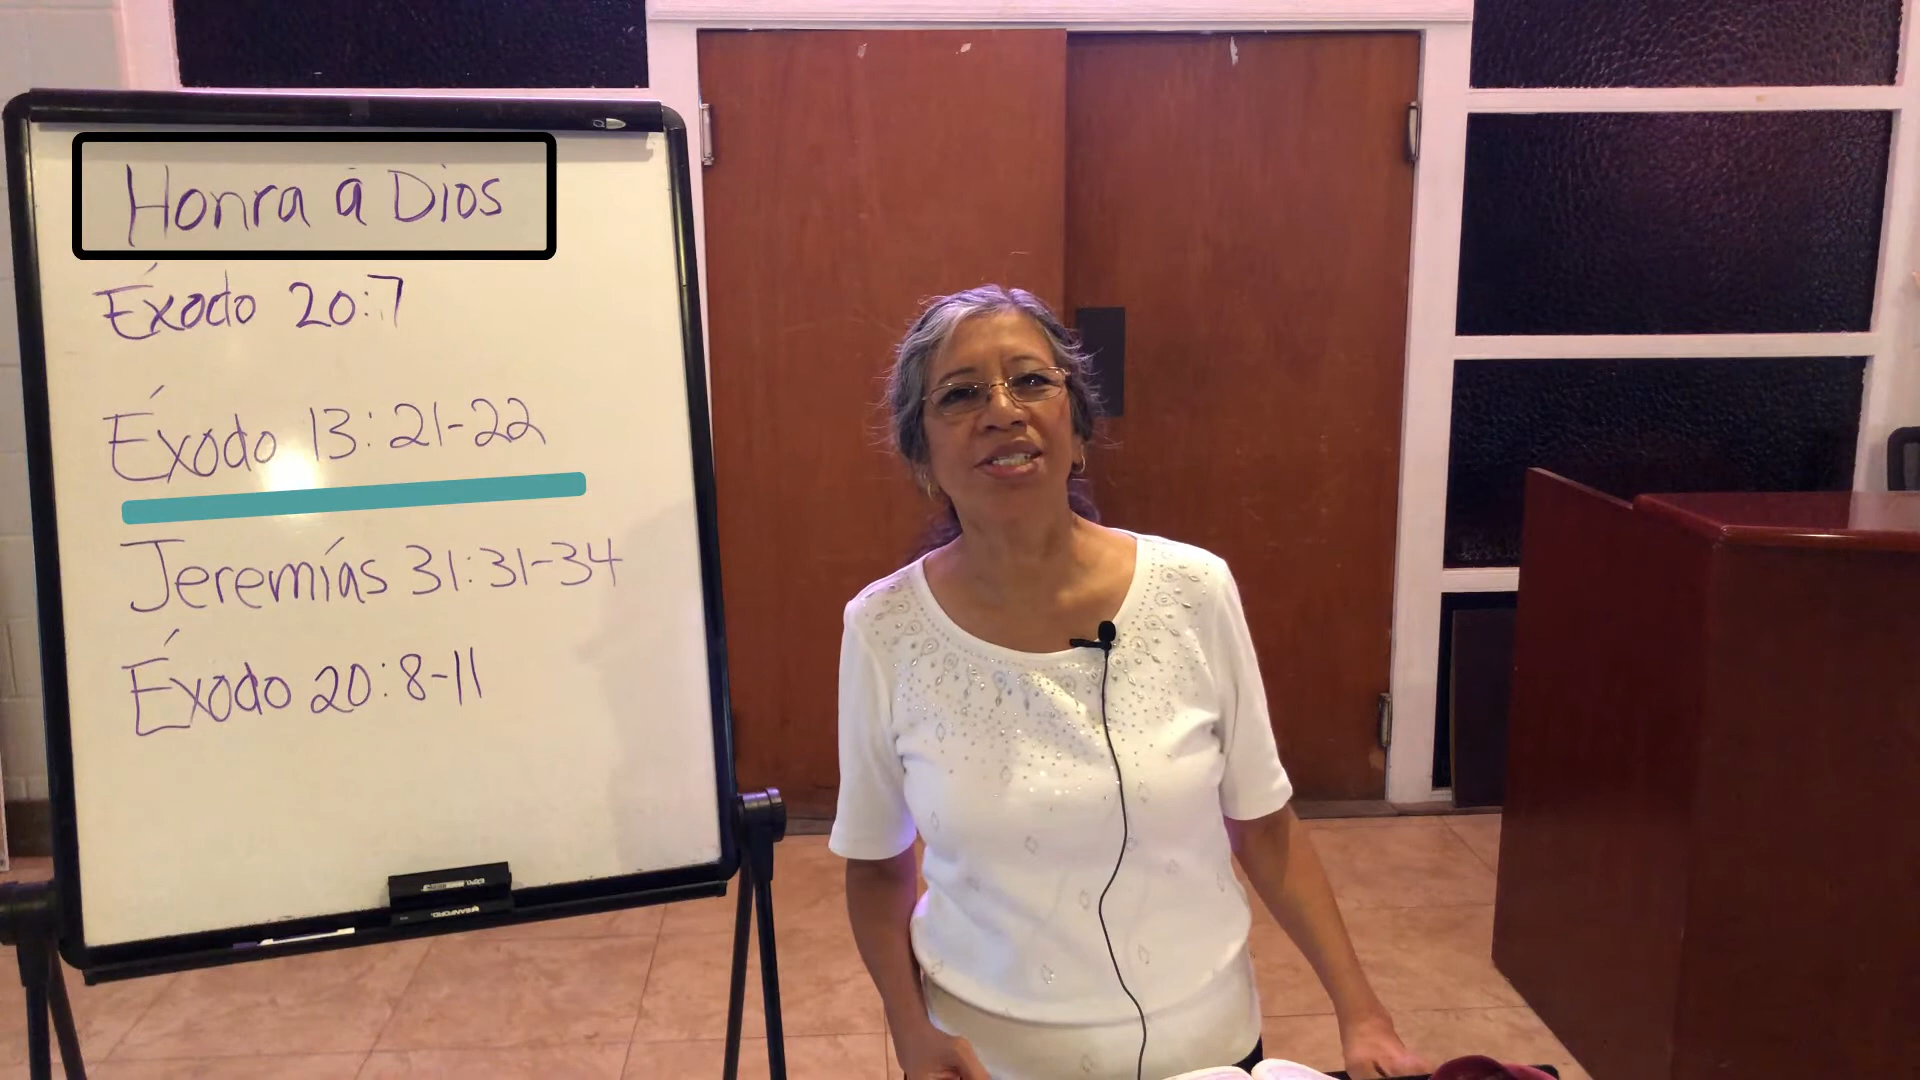 Honra a Dios
Éxodo 20:7
Éxodo 13:21-22
Jeremías 31:31-34
Éxodo 20:8-11